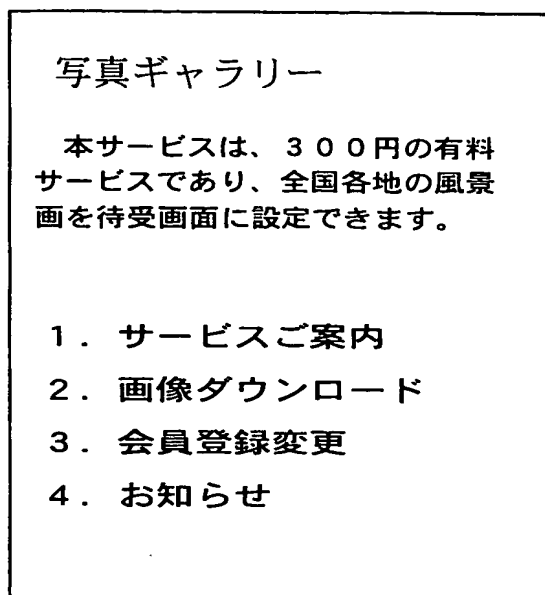 写真ギャラリー
本サービスは、３００円の有料
サービスであり、全国各地の風景
画を待受画面に設定できます。
１．サービスご案内
２．画像ダウンロード
３．会員登録変更
４．お知らせ